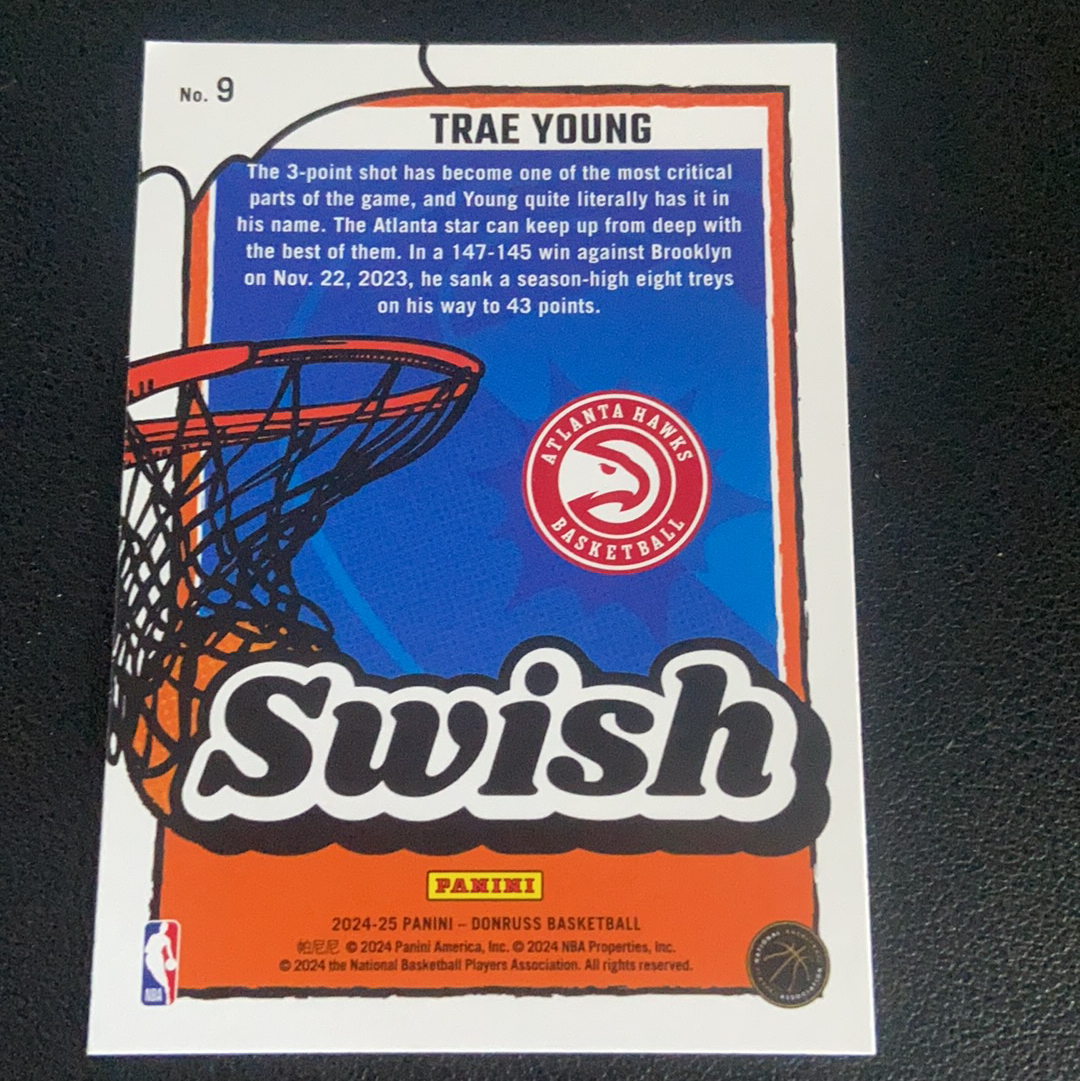 No. 9
TRAE YOUNG
The 3-point shot has become one of the most critical
parts of the game, and Young quite literally has it in
his name. The Atlanta star can keep up from deep with
the best of them. In a 147-145 win against Brooklyn
on Nov. 22, 2023, he sank a season-high eight treys
on his way to 43 points.
ATLANTA HAWKS
BASKETBALL
Swish
PANINI
2024-25 PANINI – DONRUSS BASKETBALL
帕尼尼 © 2024 Panini America, Inc. © 2024 NBA Properties, Inc.
© 2024 the National Basketball Players Association. All rights reserved.
NBA